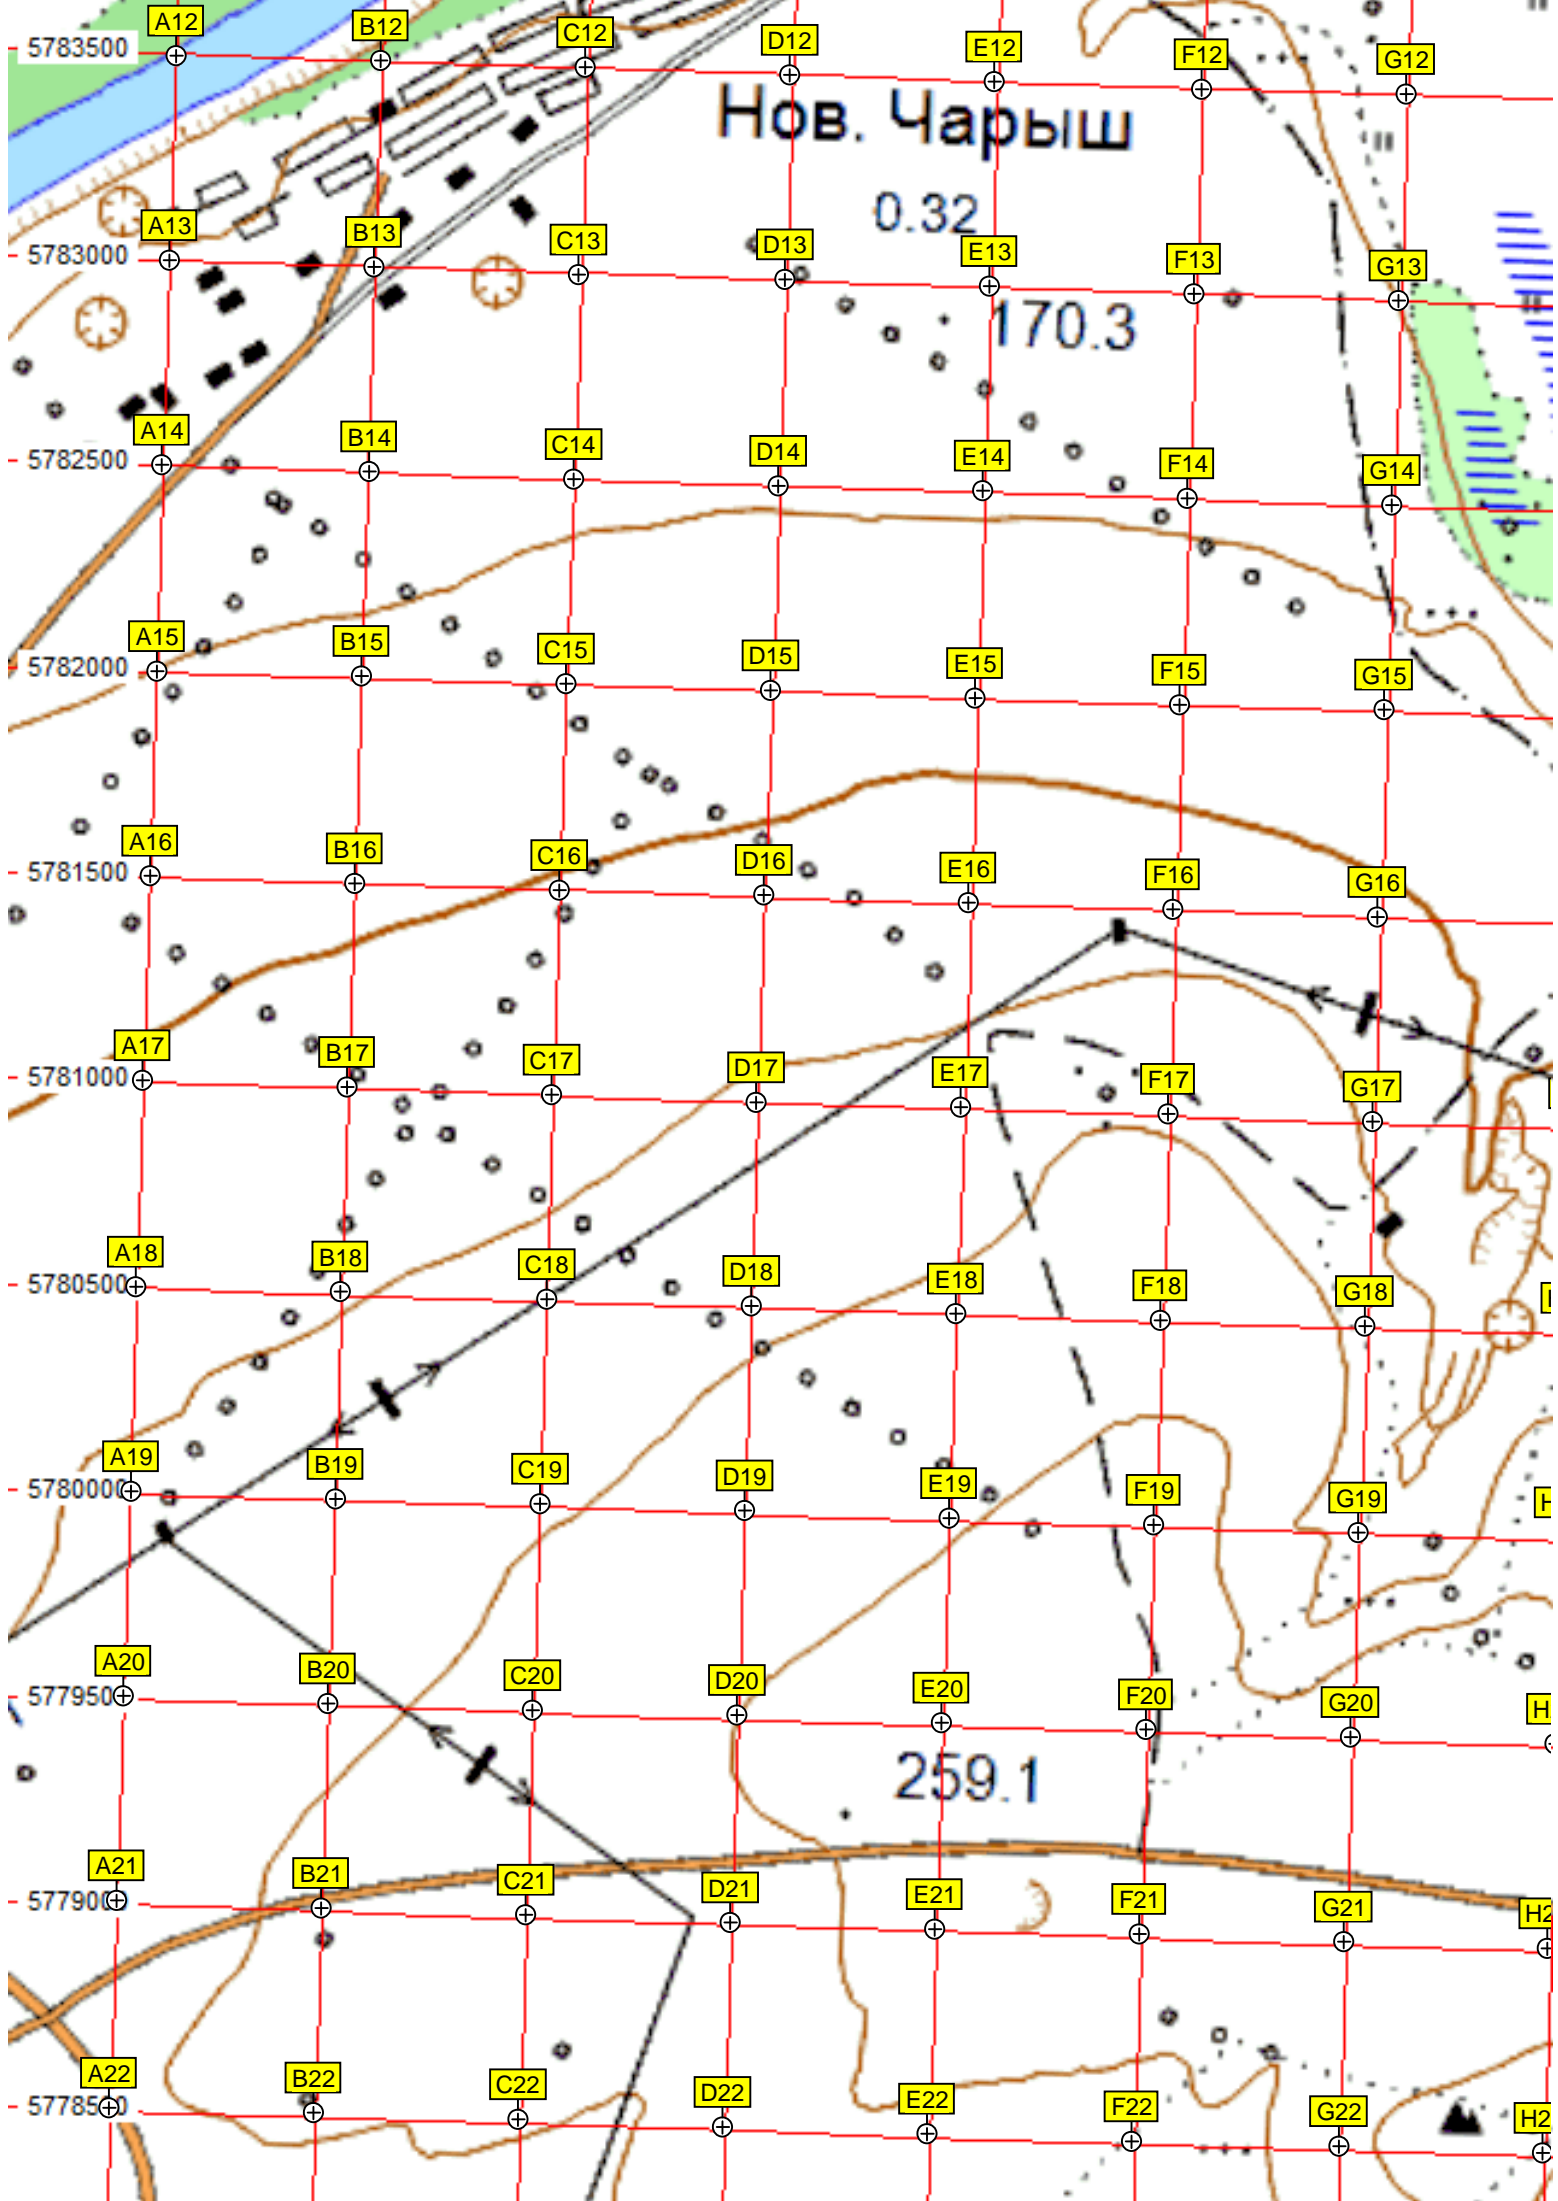 A12 B12 C12 D12 E12 F12 G12
5783500
Нов. Чарыш
0.32
A13 B13 C13 D13 E13 F13 G13
5783000
170.3
A14 B14 C14 D14 E14 F14 G14
5782500
A15 B15 C15 D15 E15 F15 G15
5782000
A16 B16 C16 D16 E16 F16 G16
5781500
A17 B17 C17 D17 E17 F17 G17
5781000
A18 B18 C18 D18 E18 F18 G18
5780500
A19 B19 C19 D19 E19 F19 G19 H
5780000
A20 B20 C20 D20 E20 F20 G20 H
577950
259.1
A21 B21 C21 D21 E21 F21 G21 H2
577900
A22 B22 C22 D22 E22 F22 G22 H2
5778500